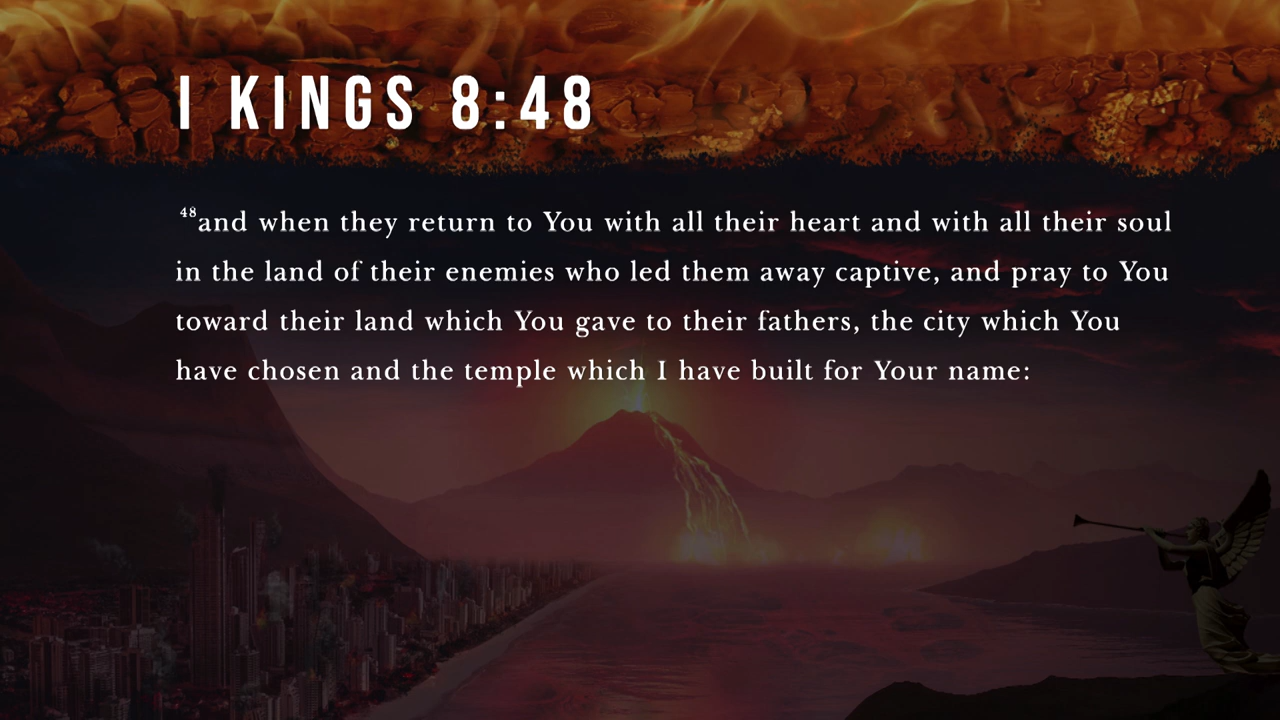 I KINGS 8:48
48and when they return to You with all their heart and with all their soul
in the land of their enemies who led them away captive, and pray to You
toward their land which You gave to their fathers, the city which You
have chosen and the temple which I have built for Your name: